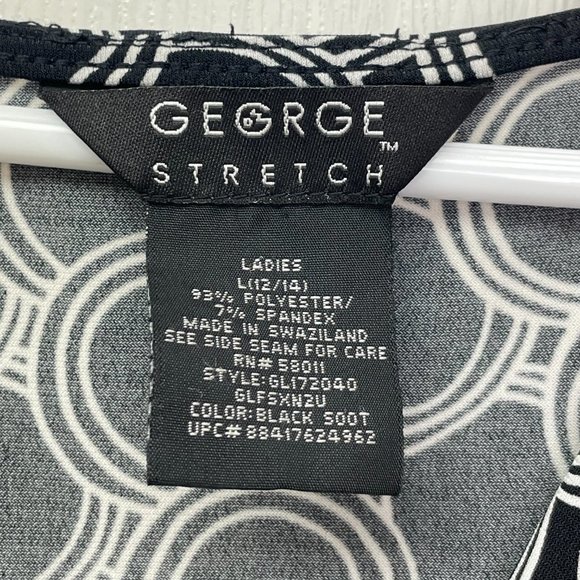 GEORGE
STRETCH™
LADIES
L(12/14)
93% POLYESTER/
7% SPANDEX
MADE IN SWAZILAND
SEE SIDE SEAM FOR CARE
RN# 58011
STYLE:GL172040
GLFSXN2U
COLOR:BLACK SOOT
UPC# 88417624962